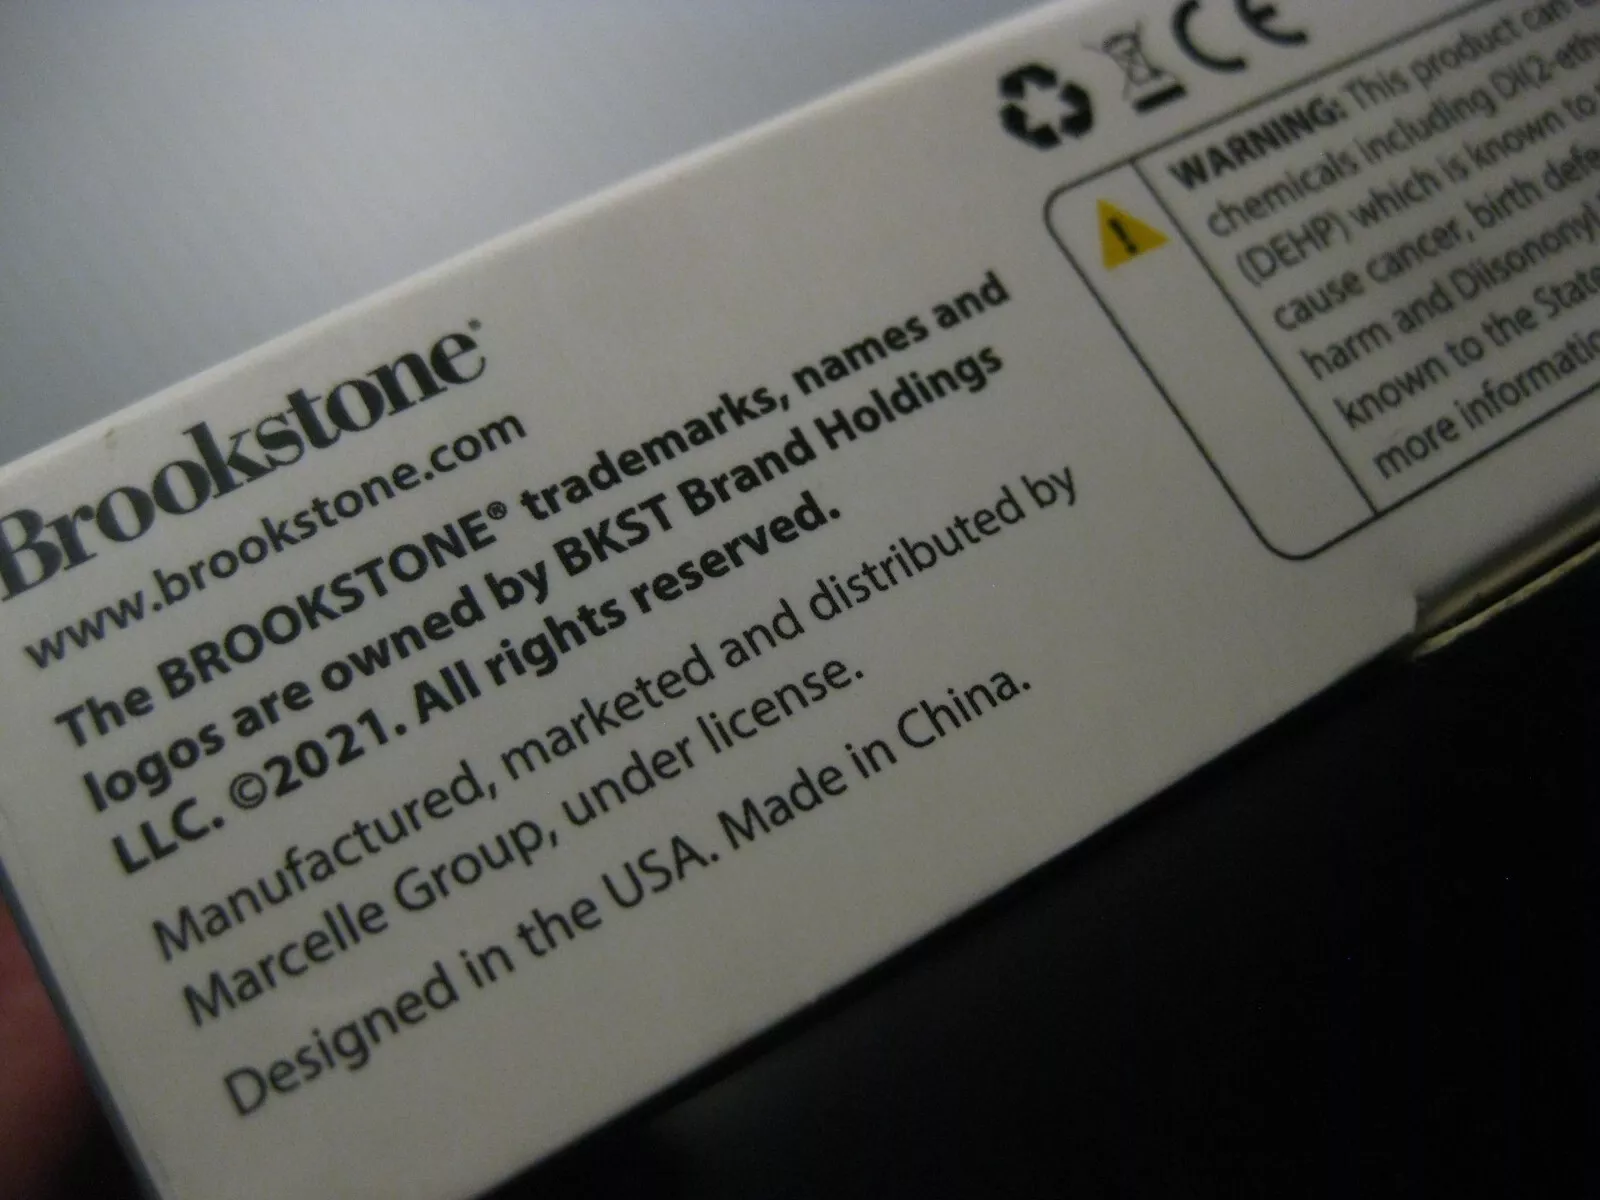 Brookstone®
www.brookstone.com
The BROOKSTONE® trademarks, names and
logos are owned by BKST Brand Holdings
LLC. ©2021. All rights reserved.
Manufactured, marketed and distributed by
Marcelle Group, under license.
Designed in the USA. Made in China.
CE
WARNING: This product can
chemicals including
(DEHP) which is known to
cause cancer, birth
harm and Diisononyl
known to the State
more